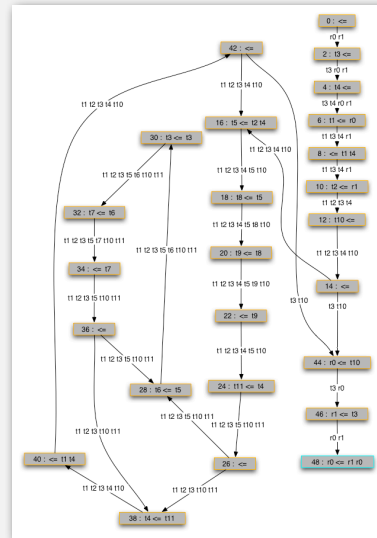 0 : <=
r0 r1
42 : <=
2 : t3 <=
t3 r0 r1
4 : t4 <=
t1 t2 t3 t4 t10
t1 t2 t3 t4 t10
t3 t4 r0 r1
16 : t5 <= t2 t4
6 : t1 <= r0
30 : t3 <= t3
t1 t3 t4 r1
t1 t2 t3 t4 t10
8 : <= t1 t4
t1 t2 t3 t5 t6 t10 t11
t1 t2 t3 t4 t5 t10
t1 t3 t4 r1
10 : t2 <= r1
18 : t8 <= t5
t1 t2 t3 t4
32 : t7 <= t6
t1 t2 t3 t4 t5 t8 t10
12 : t10 <=
t1 t2 t3 t5 t7 t10 t11
20 : t9 <= t8
t1 t2 t3 t4 t10
34 : <= t7
t1 t2 t3 t5 t6 t10 t11
t1 t2 t3 t4 t5 t9 t10
14 : <=
t1 t2 t3 t5 t10 t11
t3 t10
t3 t10
22 : <= t9
36 : <=
t1 t2 t3 t4 t5 t10
44 : r0 <= t10
t1 t2 t3 t5 t10 t11
t3 r0
28 : t6 <= t5
24 : t11 <= t4
46 : r1 <= t3
t1 t2 t3 t10 t11
t1 t2 t3 t5 t10 t11
t1 t2 t3 t5 t10 t11
r0 r1
40 : <= t1 t4
26 : <=
48 : r0 <= r1 r0
t1 t2 t3 t4 t10
t1 t2 t3 t10 t11
38 : t4 <= t11